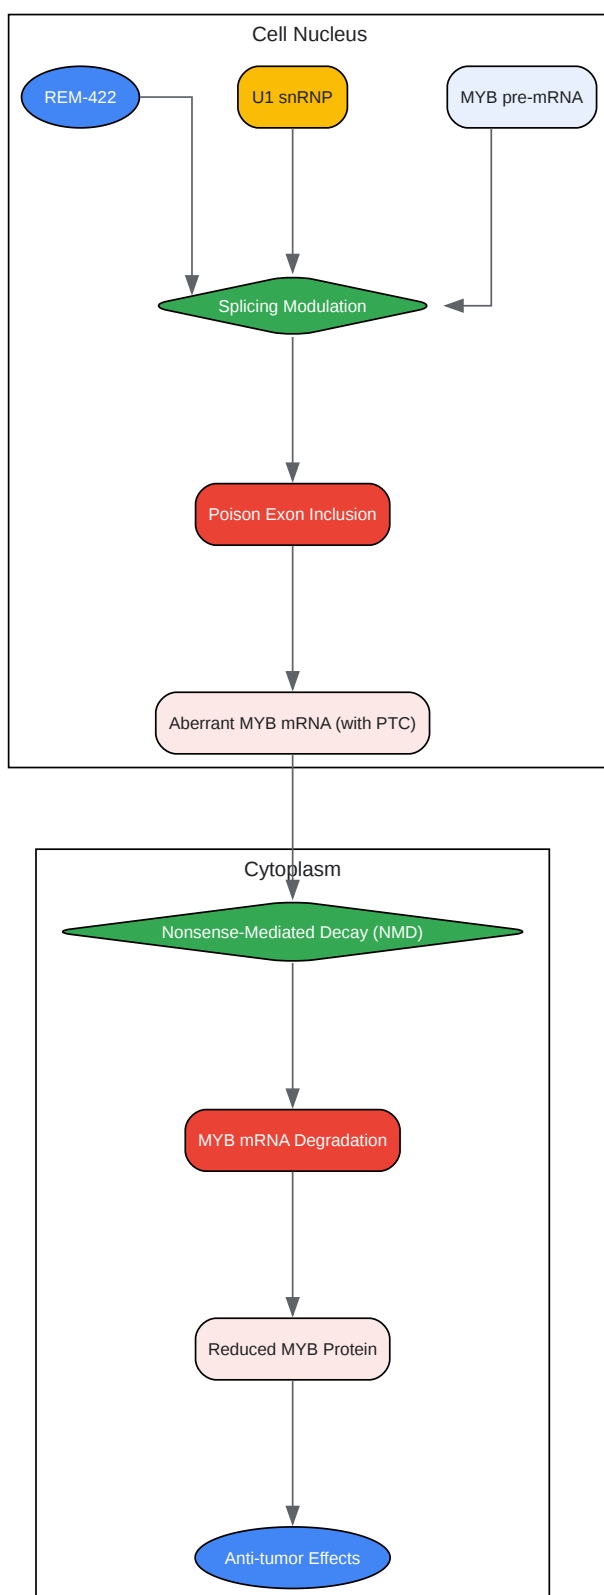 Cell Nucleus
REM-422
U1 snRNP
MYB pre-mRNA
Splicing Modulation
Poison Exon Inclusion
Aberrant MYB mRNA (with PTC)
Cytoplasm
Nonsense-Mediated Decay (NMD)
MYB mRNA Degradation
Reduced MYB Protein
Anti-tumor Effects